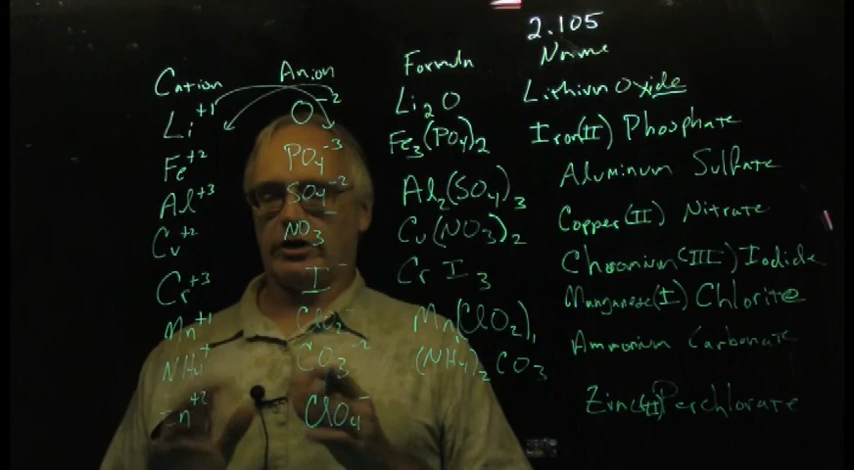 2.105
Cation Anion Formula Name
Li+1 O-2 Li2O Lithium Oxide
Fe+2 PO4-3 Fe3(PO4)2 Iron(II) Phosphate
Al+3 SO4-2 Al2(SO4)3 Aluminum Sulfate
Cu+2 NO3- Cu(NO3)2 Copper(II) Nitrate
Cr+3 I- CrI3 Chromium(III) Iodide
Mn+1 ClO2- Mn(ClO2)1 Manganese(I) Chlorite
NH4+ CO3-2 (NH4)2CO3 Ammonium Carbonate
Zn+2 ClO4- Zinc(II) Perchlorate